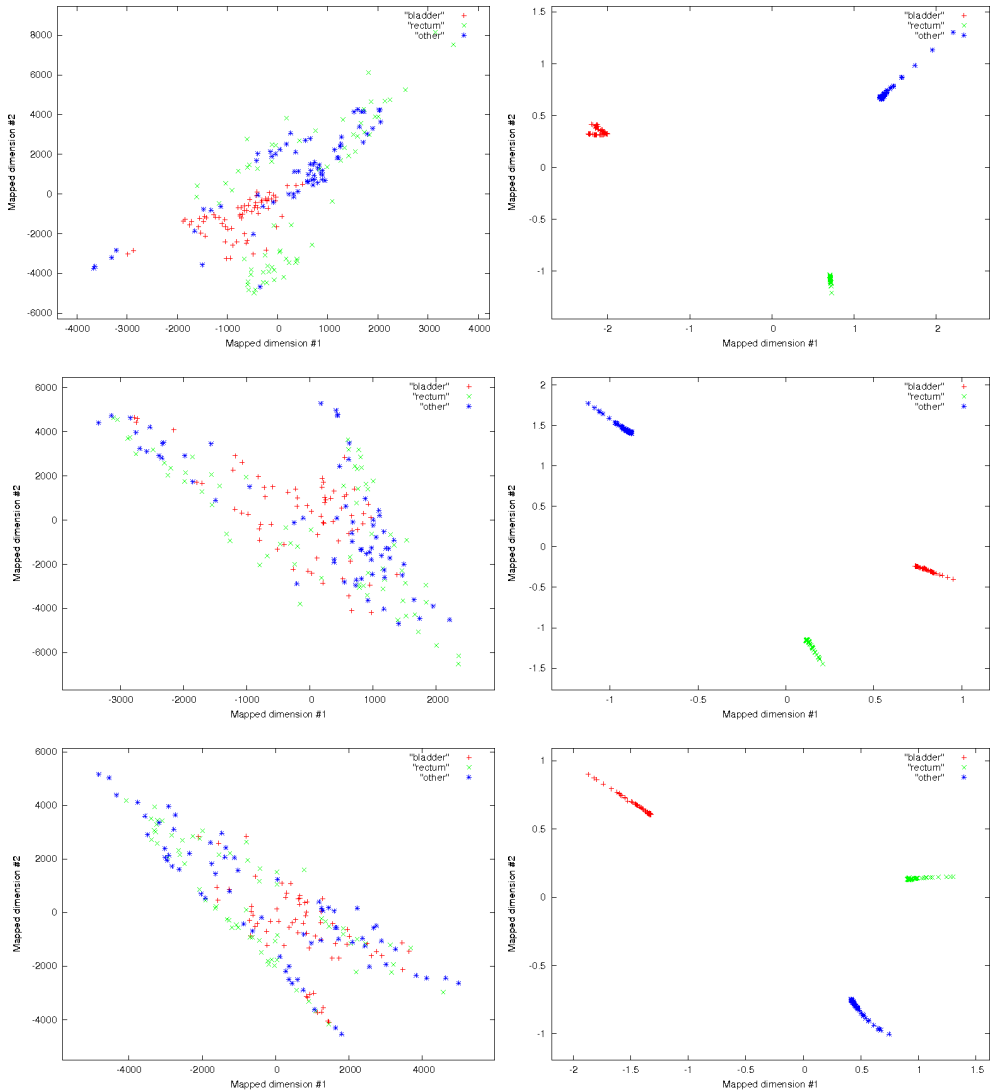 "bladder"
"rectum"
"other"
8000
6000
4000
2000
0
-2000
-4000
-6000
Mapped dimension #2
-4000 -3000 -2000 -1000 0 1000 2000 3000 4000
Mapped dimension #1
"bladder"
"rectum"
"other"
1.5
1
0.5
0
-0.5
-1
Mapped dimension #2
-2 -1 0 1 2
Mapped dimension #1
"bladder"
"rectum"
"other"
6000
4000
2000
0
-2000
-4000
-6000
Mapped dimension #2
-3000 -2000 -1000 0 1000 2000
Mapped dimension #1
"bladder"
"rectum"
"other"
2
1.5
1
0.5
0
-0.5
-1
-1.5
Mapped dimension #2
-1 -0.5 0 0.5 1
Mapped dimension #1
"bladder"
"rectum"
"other"
6000
4000
2000
0
-2000
-4000
Mapped dimension #2
-4000 -2000 0 2000 4000
Mapped dimension #1
"bladder"
"rectum"
"other"
1
0.5
0
-0.5
-1
Mapped dimension #2
-2 -1.5 -1 -0.5 0 0.5 1 1.5
Mapped dimension #1